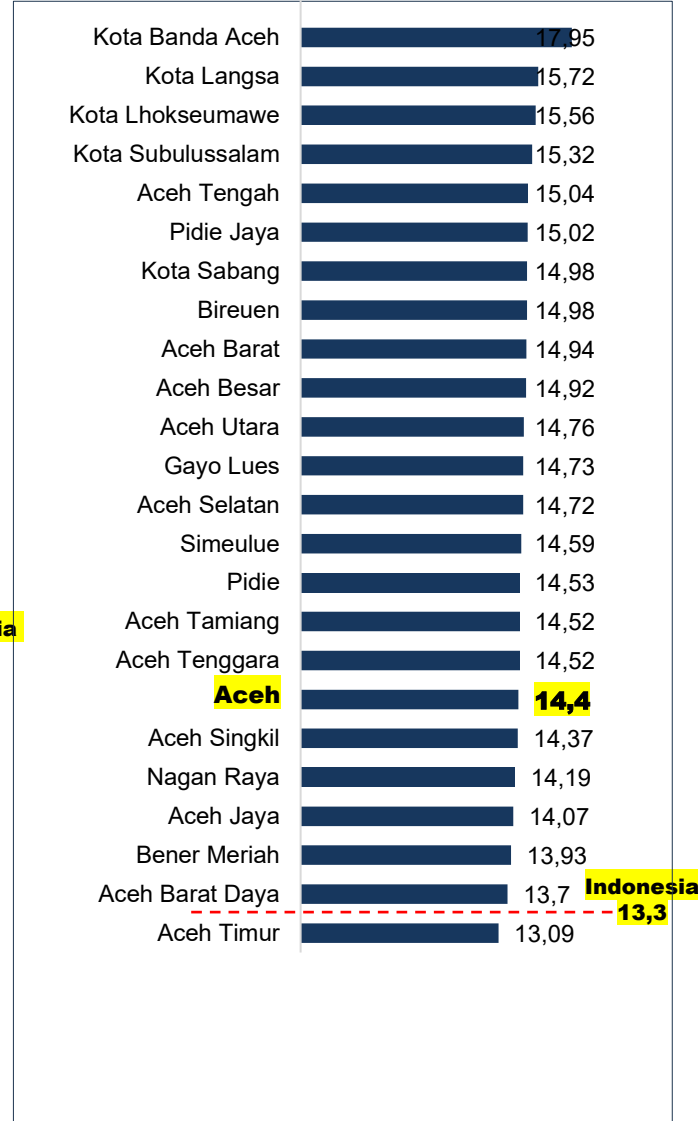 Kota Banda Aceh 17,95
Kota Langsa 15,72
Kota Lhokseumawe 15,56
Kota Subulussalam 15,32
Aceh Tengah 15,04
Pidie Jaya 15,02
Kota Sabang 14,98
Bireuen 14,98
Aceh Barat 14,94
Aceh Besar 14,92
Aceh Utara 14,76
Gayo Lues 14,73
Aceh Selatan 14,72
Simeulue 14,59
Pidie 14,53
Aceh Tamiang 14,52
ia
Aceh Tenggara 14,52
Aceh 14,4
Aceh Singkil 14,37
Nagan Raya 14,19
Aceh Jaya 14,07
Bener Meriah 13,93
Aceh Barat Daya 13,7
Indonesia
13,3
Aceh Timur 13,09